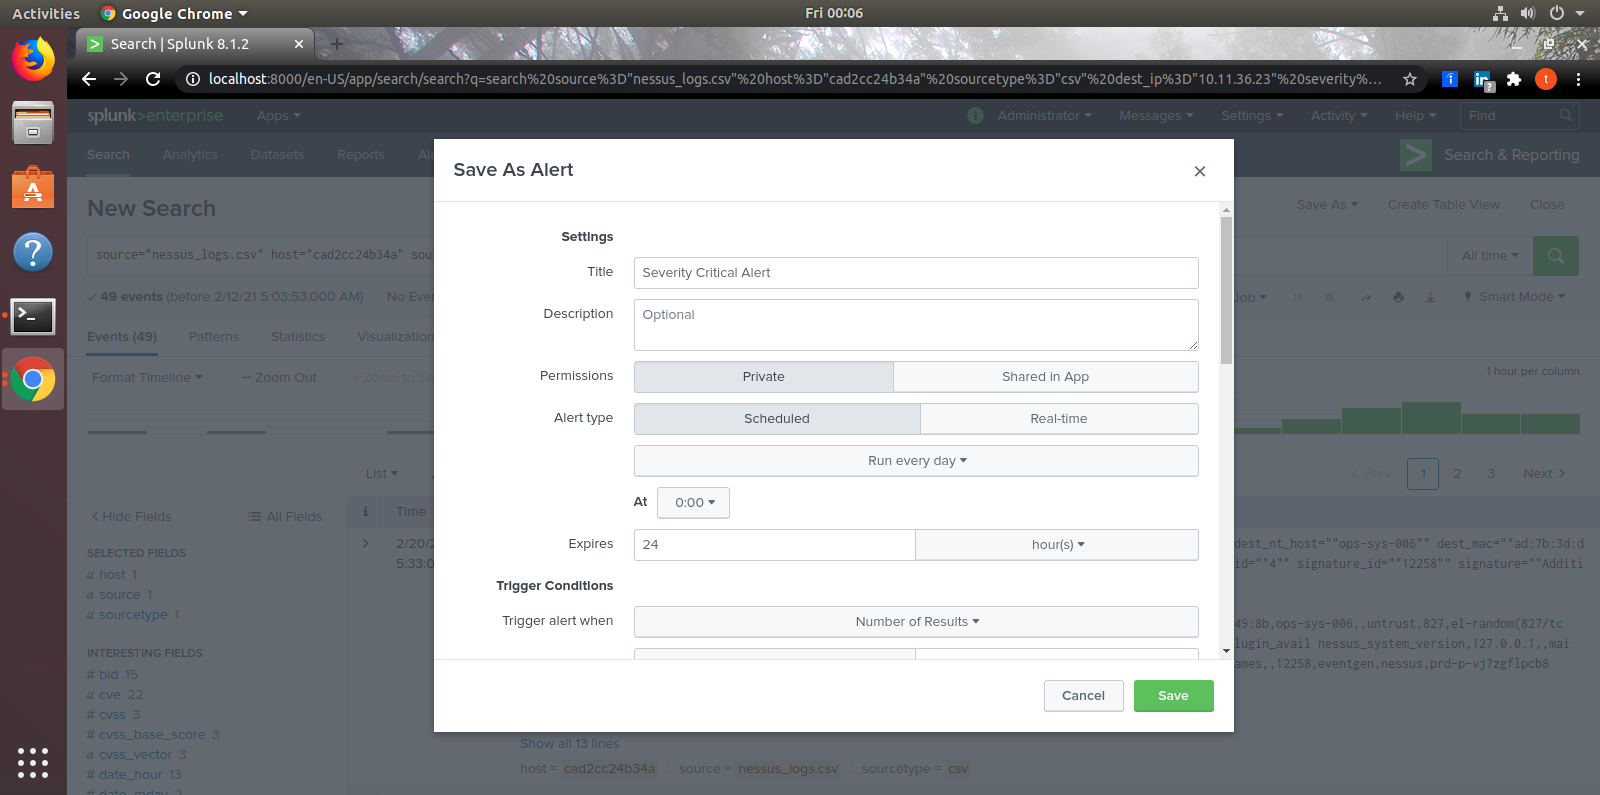 Activities
Google Chrome
Fri 00:06
Search | Splunk 8.1.2
localhost:8000/en-US/app/search/search?q=search%20source%3D"nessus_logs.csv"%20host%3D"cad2cc24b34a"%20sourcetype%3D"csv"%20dest_ip%3D"10.11.36.23"%20severity%...
t
splunk>enterprise
Apps
i
Administrator
Messages
Settings
Activity
Help
Find
Search
Analytics
Datasets
Reports
Ale
Search & Reporting
New Search
Save As
Create Table View
Close
source="nessus_logs.csv" host="cad2cc24b34a" sou
All time
49 events (before 2/12/21 5:03:53.000 AM)
No Eve
Job
Smart Mode
Events (49)
Patterns
Statistics
Visualization
Format Timeline
— Zoom Out
+ Zoom to Se
1 hour per column
List
Prev
1
2
3
Next
Hide Fields
All Fields
i
Time
SELECTED FIELDS
a host 1
a source 1
a sourcetype 1
INTERESTING FIELDS
# bid 15
a cve 22
# cvss 3
# cvss_base_score 3
a cvss_vector 3
# date_hour 13
# date_mday 2
2/20/2
5:33:0
dest_nt_host=""ops-sys-006"" dest_mac=""ad:7b:3d:d
id=""4"" signature_id=""12258"" signature=""Additi
49:8b,ops-sys-006,,untrust,827,el-random(827/tc
lugin_avail nessus_system_version,127.0.0.1,,mai
ames,,12258,eventgen,nessus,prd-p-vj7zgflpcb8
Show all 13 lines
host = cad2cc24b34a
source = nessus_logs.csv
sourcetype = csv
Save As Alert
Settings
Title
Severity Critical Alert
Description
Optional
Permissions
Private
Shared in App
Alert type
Scheduled
Real-time
Run every day
At
0:00
Expires
24
hour(s)
Trigger Conditions
Trigger alert when
Number of Results
Cancel
Save